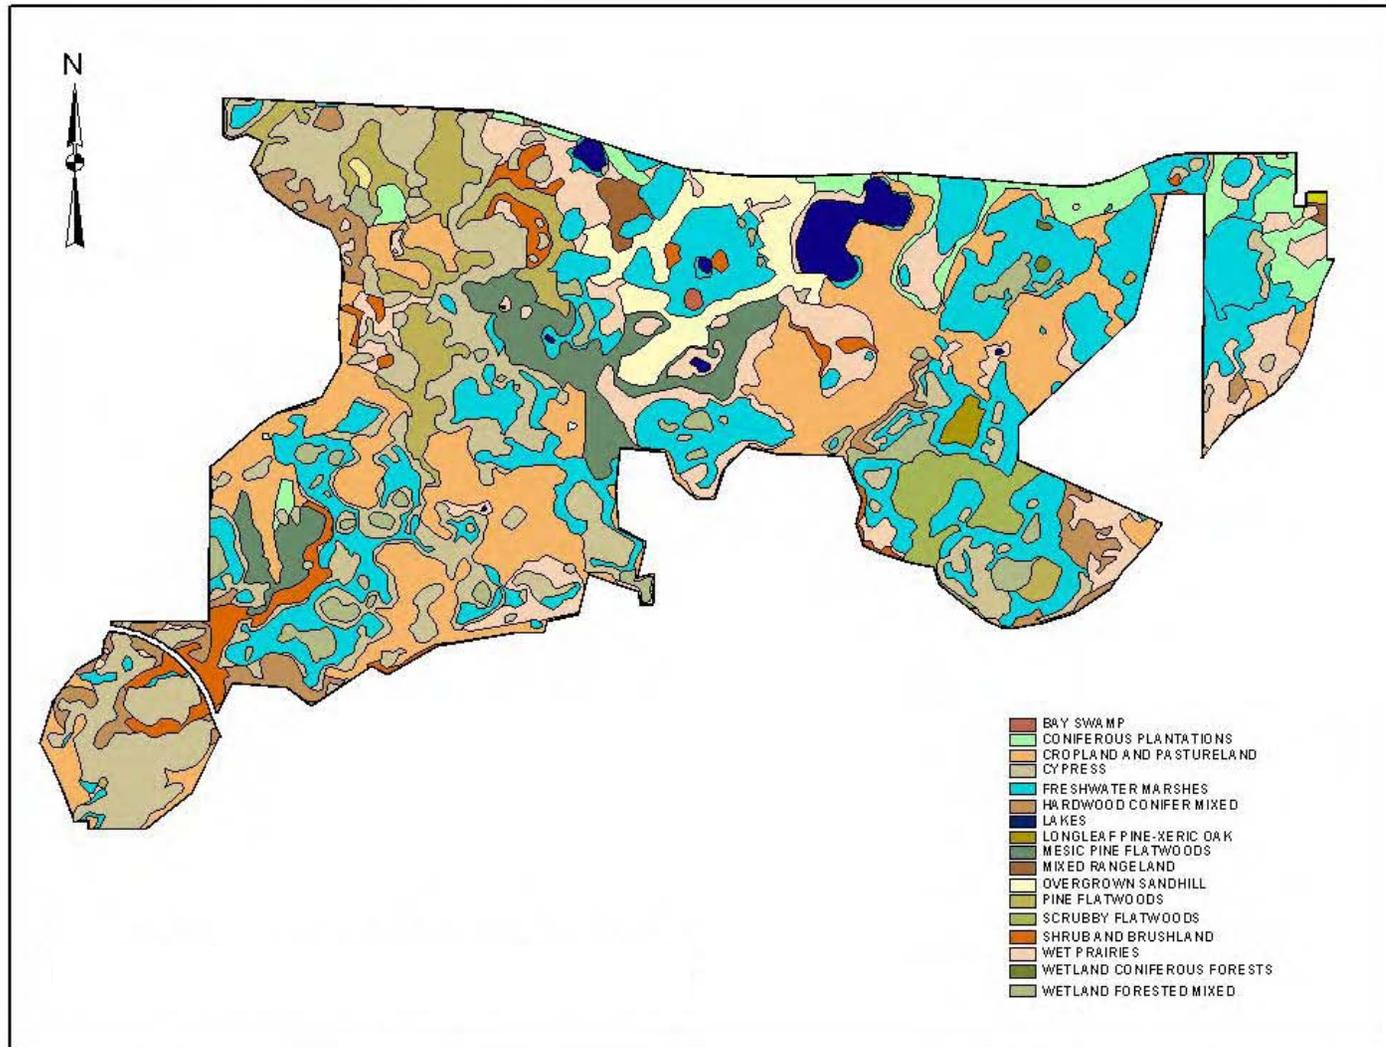 N
BAY SWAMP
CONIFEROUS PLANTATIONS
CROPLAND AND PASTURELAND
CYPRESS
FRESHWATER MARSHES
HARDWOOD CONIFER MIXED
LAKES
LONGLEAF PINE-XERIC OAK
MESIC PINE FLATWOODS
MIXED RANGELAND
OVERGROWN SANDHILL
PINE FLATWOODS
SCRUBBY FLATWOODS
SHRUB AND BRUSHLAND
WET PRAIRIES
WETLAND CONIFEROUS FORESTS
WETLAND FORESTED MIXED